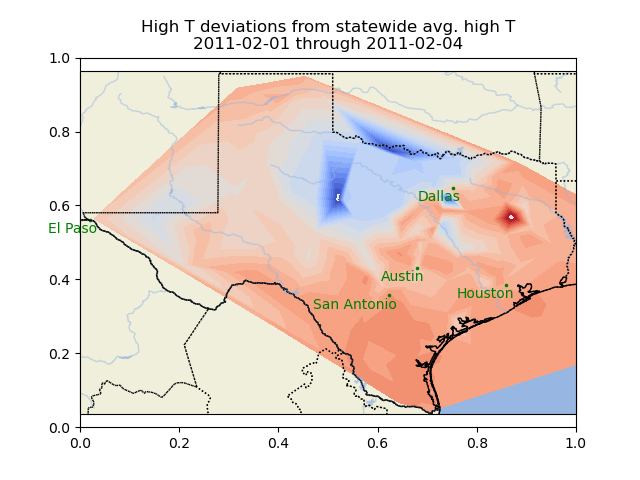 High T deviations from statewide avg. high T
2011-02-01 through 2011-02-04
1.0
0.8
0.6
0.4
0.2
0.0
Dallas
El Paso
Austin
Houston
San Antonio
0.0 0.2 0.4 0.6 0.8 1.0